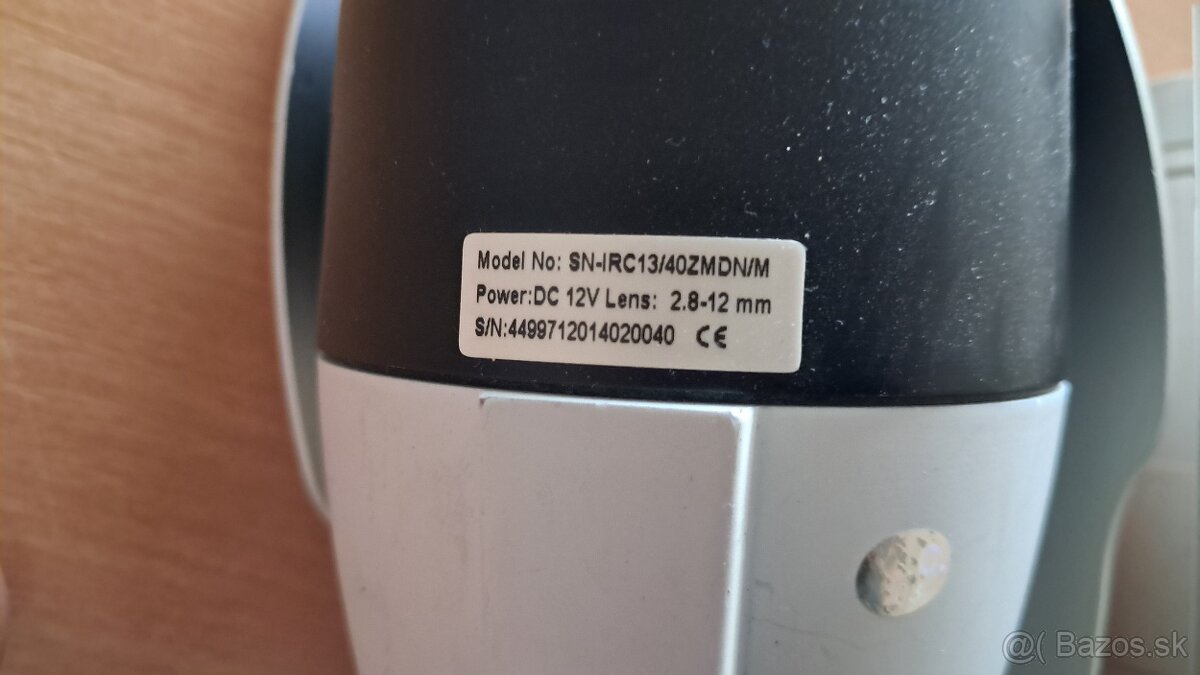 Model No: SN-IRC13/40ZMDN/M
Power:DC 12V Lens: 2.8-12 mm
S/N:4499712014020040 CE
@( Bazos.sk